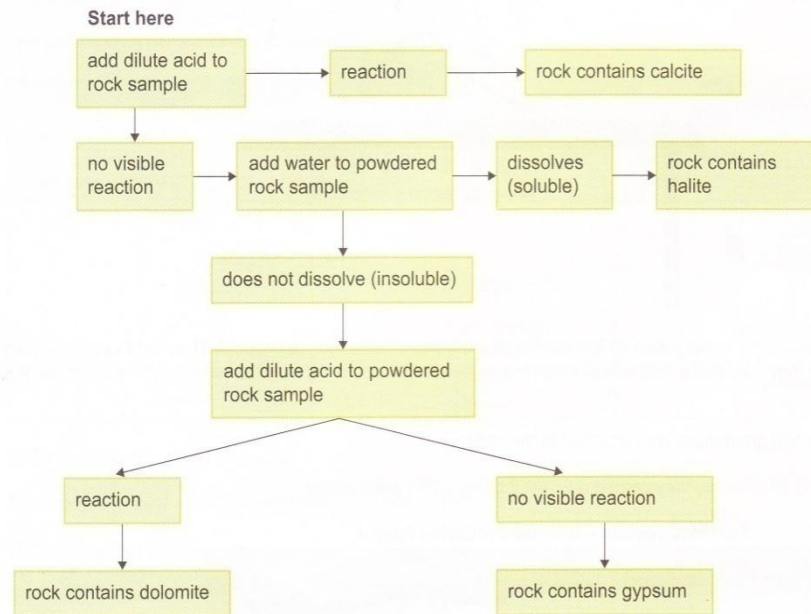 Start here
add dilute acid to
rock sample
reaction
rock contains calcite
no visible
reaction
add water to powdered
rock sample
dissolves
(soluble)
rock contains
halite
does not dissolve (insoluble)
add dilute acid to powdered
rock sample
reaction
no visible reaction
rock contains dolomite
rock contains gypsum